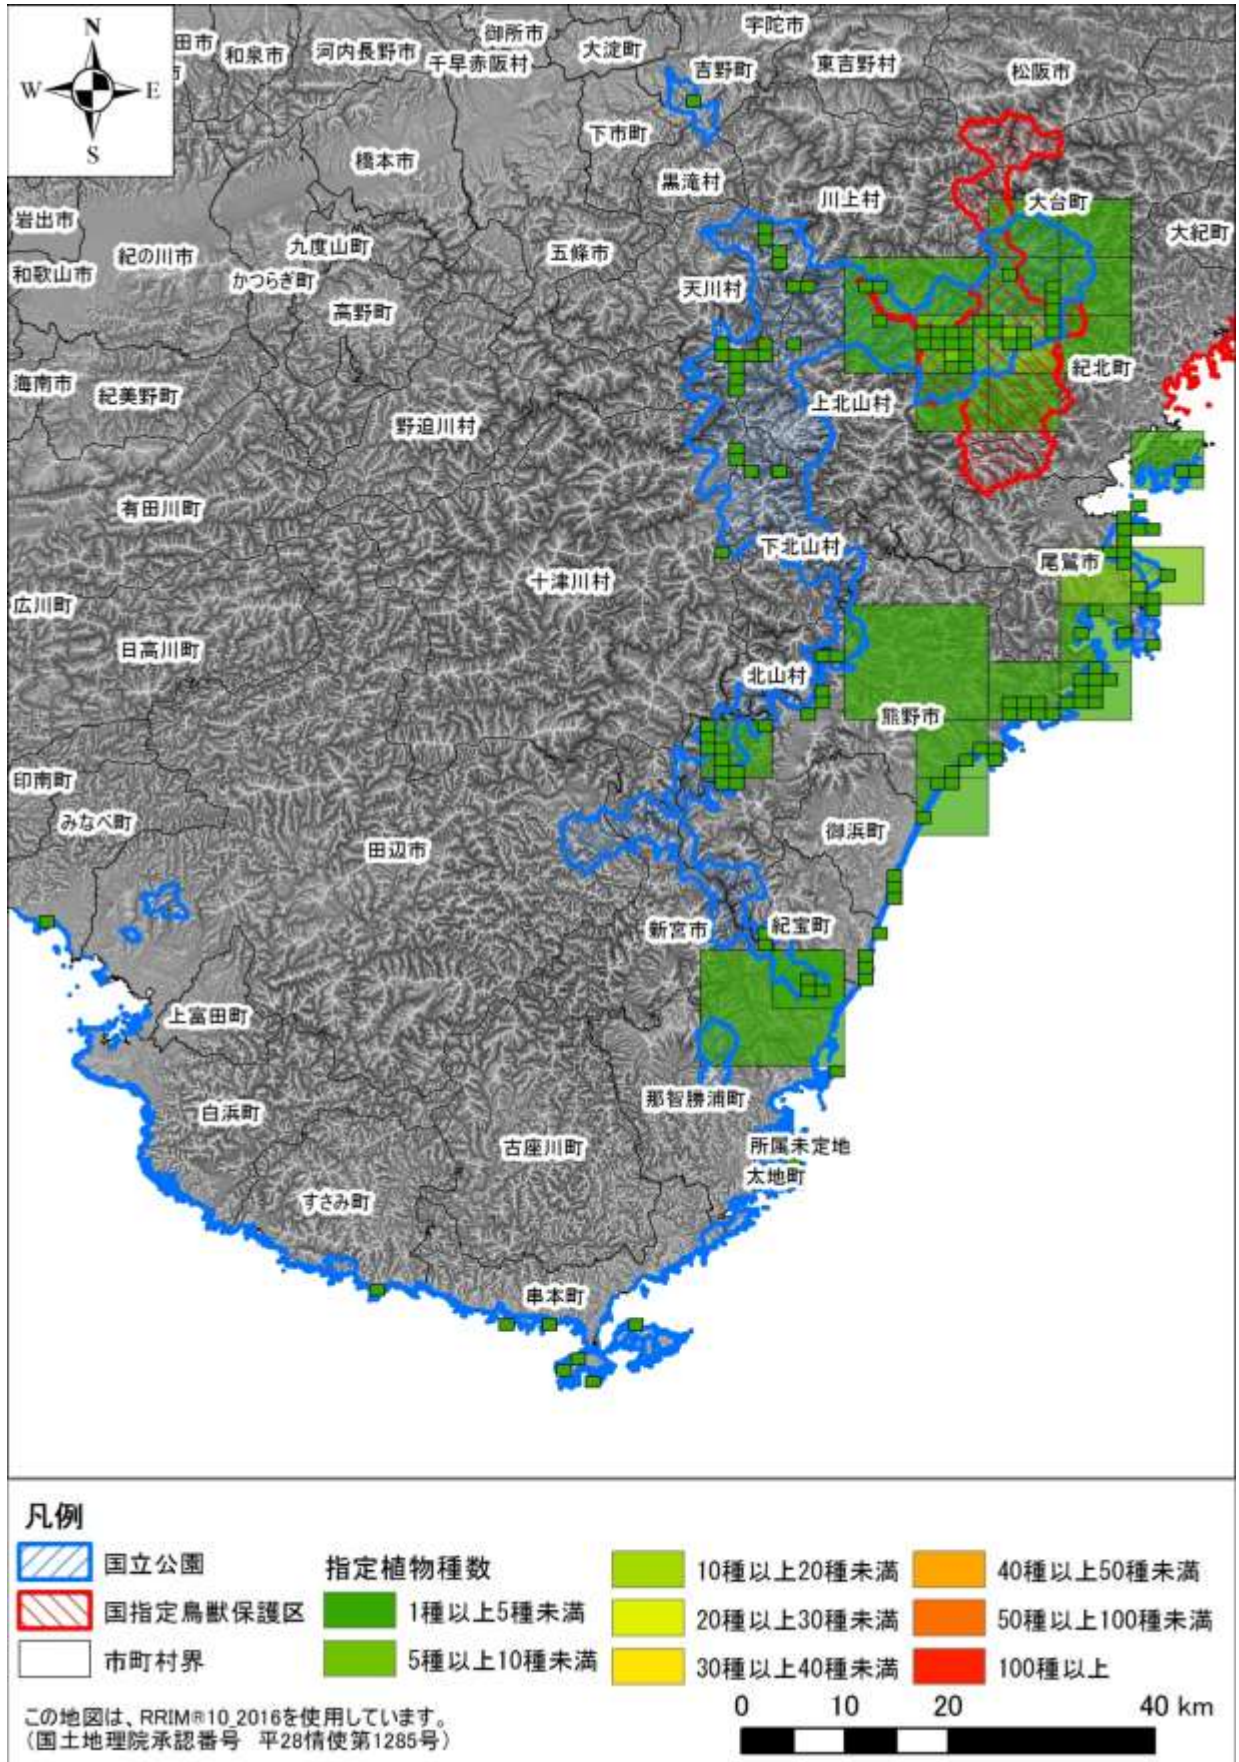 N
W E
S
田市
和泉市
河内長野市
御所市
千早赤阪村
大淀町
宇陀市
吉野町
東吉野村
松阪市
市
下市町
橋本市
黒滝村
川上村
大台町
岩出市
紀の川市
九度山町
五條市
大紀町
和歌山市
かつらぎ町
天川村
高野町
海南市
紀美野町
紀北町
野迫川村
上北山村
有田川町
下北山村
尾鷲市
十津川村
広川町
日高川町
北山村
熊野市
印南町
みなべ町
御浜町
田辺市
新宮市
紀宝町
上富田町
那智勝浦町
白浜町
古座川町
所属未定地
太地町
すさみ町
串本町
凡例
国立公園
国指定鳥獣保護区
市町村界
指定植物種数
1種以上5種未満
5種以上10種未満
10種以上20種未満
20種以上30種未満
30種以上40種未満
40種以上50種未満
50種以上100種未満
100種以上
この地図は、RRIM®10_2016を使用しています。
(国土地理院承認番号 平28情使第1285号)
0 10 20 40 km